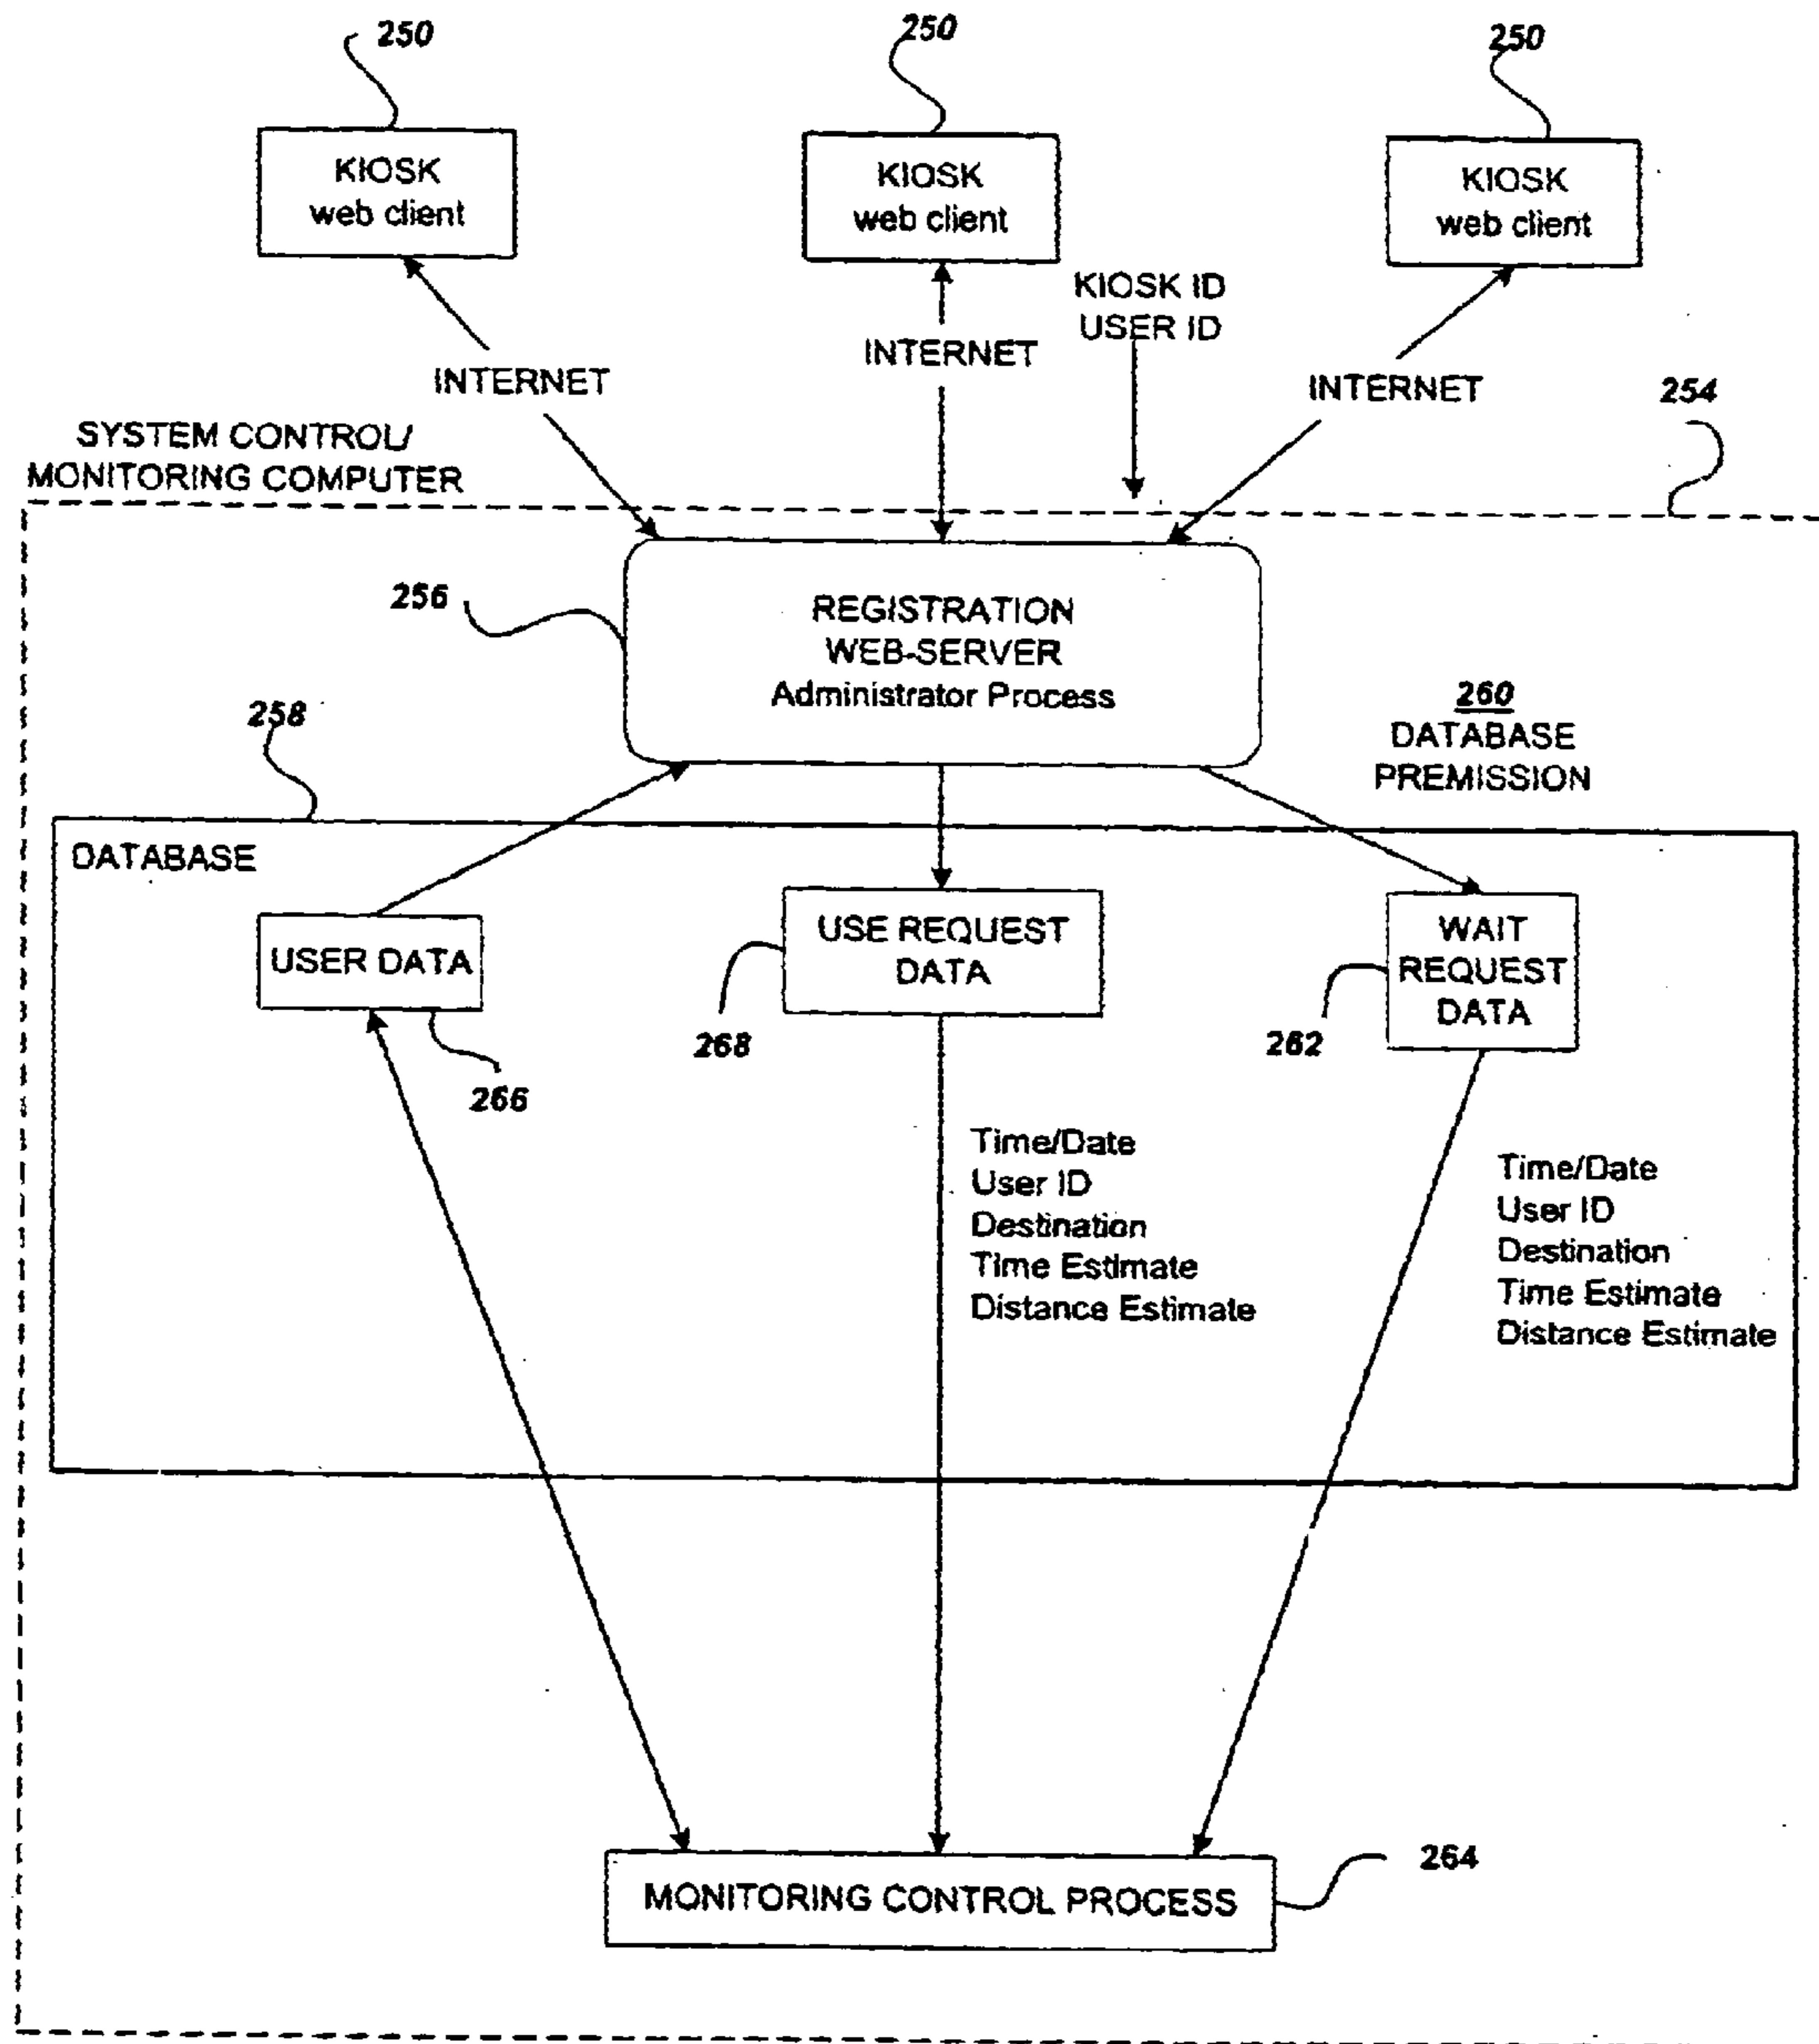 250
250
250
KIOSK
web client
KIOSK
web client
KIOSK
web client
KIOSK ID
USER ID
INTERNET
INTERNET
INTERNET
254
SYSTEM CONTROL/
MONITORING COMPUTER
256
REGISTRATION
WEB-SERVER
Administrator Process
258
260
DATABASE
PREMISSION
DATABASE
USER DATA
USE REQUEST
DATA
WAIT
REQUEST
DATA
266
268
262
Time/Date
User ID
Destination
Time Estimate
Distance Estimate
Time/Date
User ID
Destination
Time Estimate
Distance Estimate
MONITORING CONTROL PROCESS
264